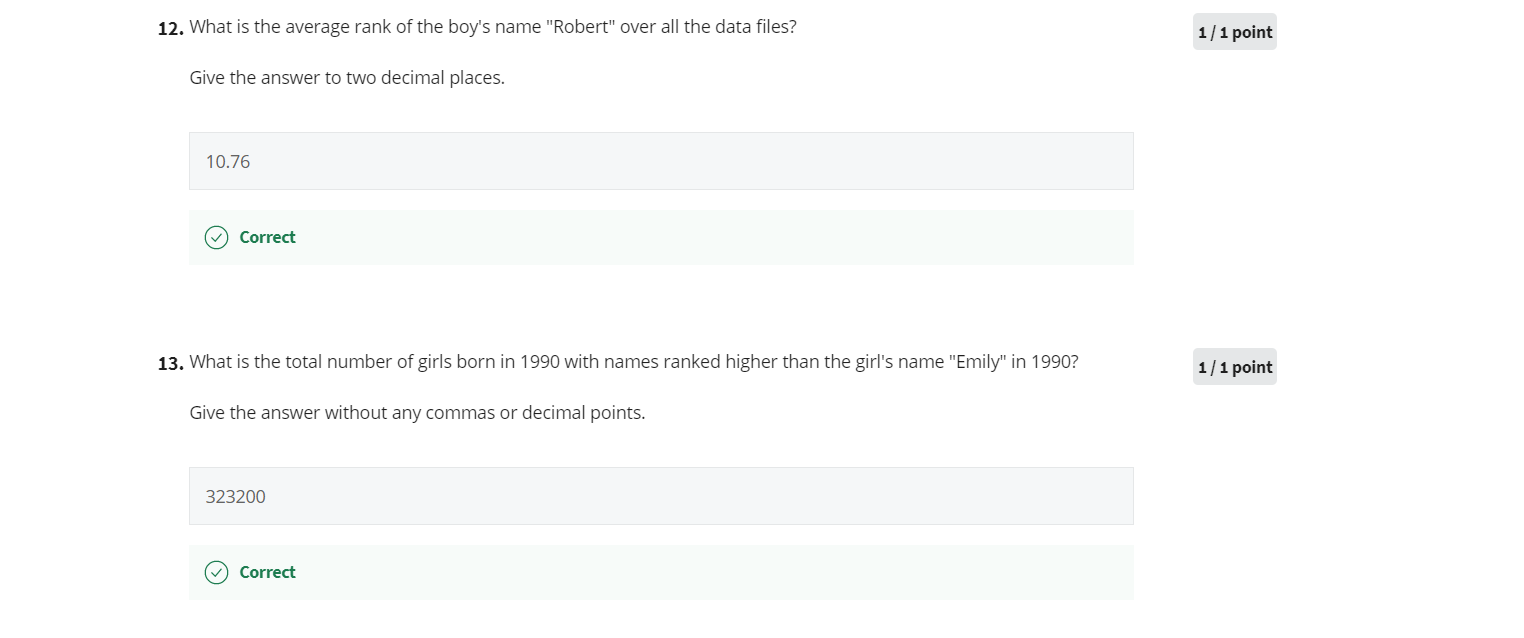 12. What is the average rank of the boy's name "Robert" over all the data files?
1 / 1 point
Give the answer to two decimal places.
10.76
Correct
13. What is the total number of girls born in 1990 with names ranked higher than the girl's name "Emily" in 1990?
1 / 1 point
Give the answer without any commas or decimal points.
323200
Correct